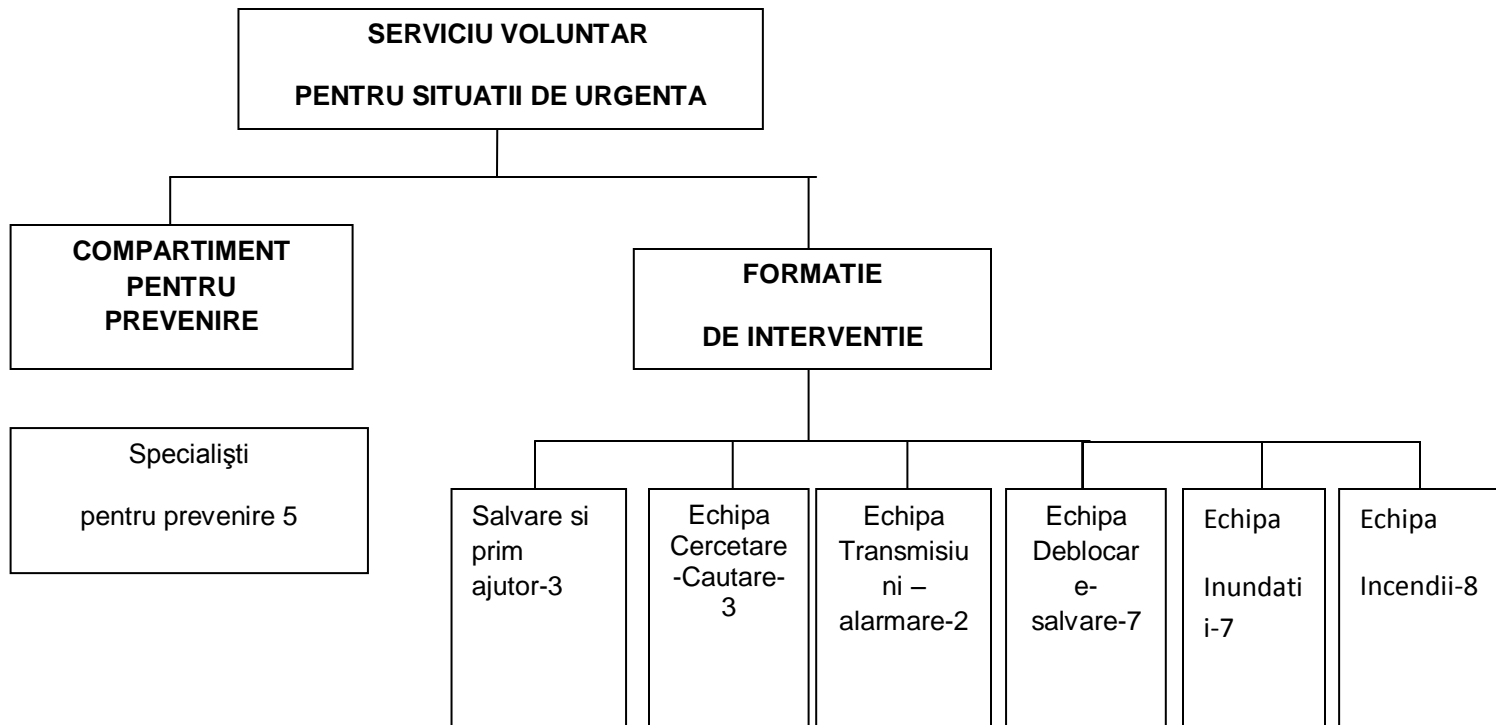 SERVICIU VOLUNTAR
PENTRU SITUATII DE URGENTA
COMPARTIMENT
PENTRU
PREVENIRE
FORMATIE
DE INTERVENTIE
Specialişti
pentru prevenire 5
Salvare si
prim
ajutor-3
Echipa
Cercetare
-Cautare-
3
Echipa
Transmisiu
ni –
alarmare-2
Echipa
Deblocar
e-
salvare-7
Echipa
Inundati
i-7
Echipa
Incendii-8